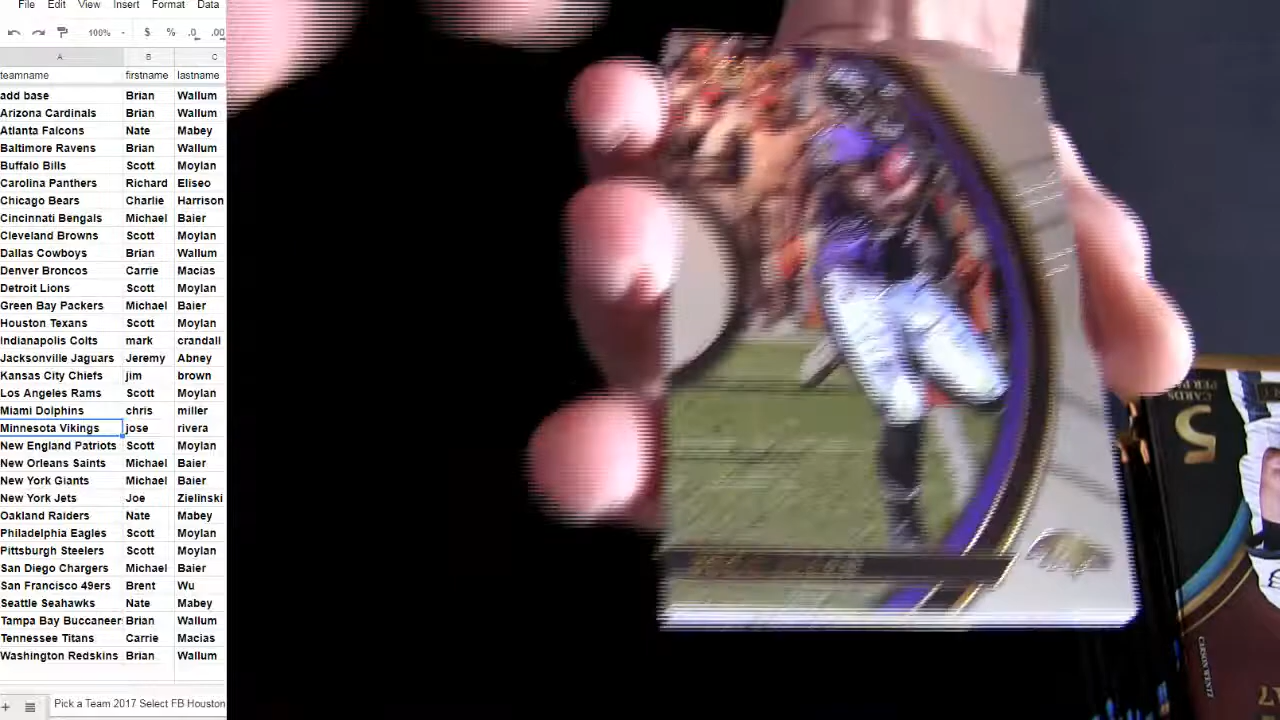 File Edit View Insert Format Data
100% $ % .0 .00
A B C
teamname firstname lastname
add base Brian Wallum
Arizona Cardinals Brian Wallum
Atlanta Falcons Nate Mabey
Baltimore Ravens Brian Wallum
Buffalo Bills Scott Moylan
Carolina Panthers Richard Eliseo
Chicago Bears Charlie Harrison
Cincinnati Bengals Michael Baier
Cleveland Browns Scott Moylan
Dallas Cowboys Brian Wallum
Denver Broncos Carrie Macias
Detroit Lions Scott Moylan
Green Bay Packers Michael Baier
Houston Texans Scott Moylan
Indianapolis Colts mark crandall
Jacksonville Jaguars Jeremy Abney
Kansas City Chiefs jim brown
Los Angeles Rams Scott Moylan
Miami Dolphins chris miller
Minnesota Vikings jose rivera
New England Patriots Scott Moylan
New Orleans Saints Michael Baier
New York Giants Michael Baier
New York Jets Joe Zielinski
Oakland Raiders Nate Mabey
Philadelphia Eagles Scott Moylan
Pittsburgh Steelers Scott Moylan
San Diego Chargers Michael Baier
San Francisco 49ers Brent Wu
Seattle Seahawks Nate Mabey
Tampa Bay Buccaneer Brian Wallum
Tennessee Titans Carrie Macias
Washington Redskins Brian Wallum
Pick a Team 2017 Select FB Houston
5
CARDS
PER PA
CARSON WENTZ